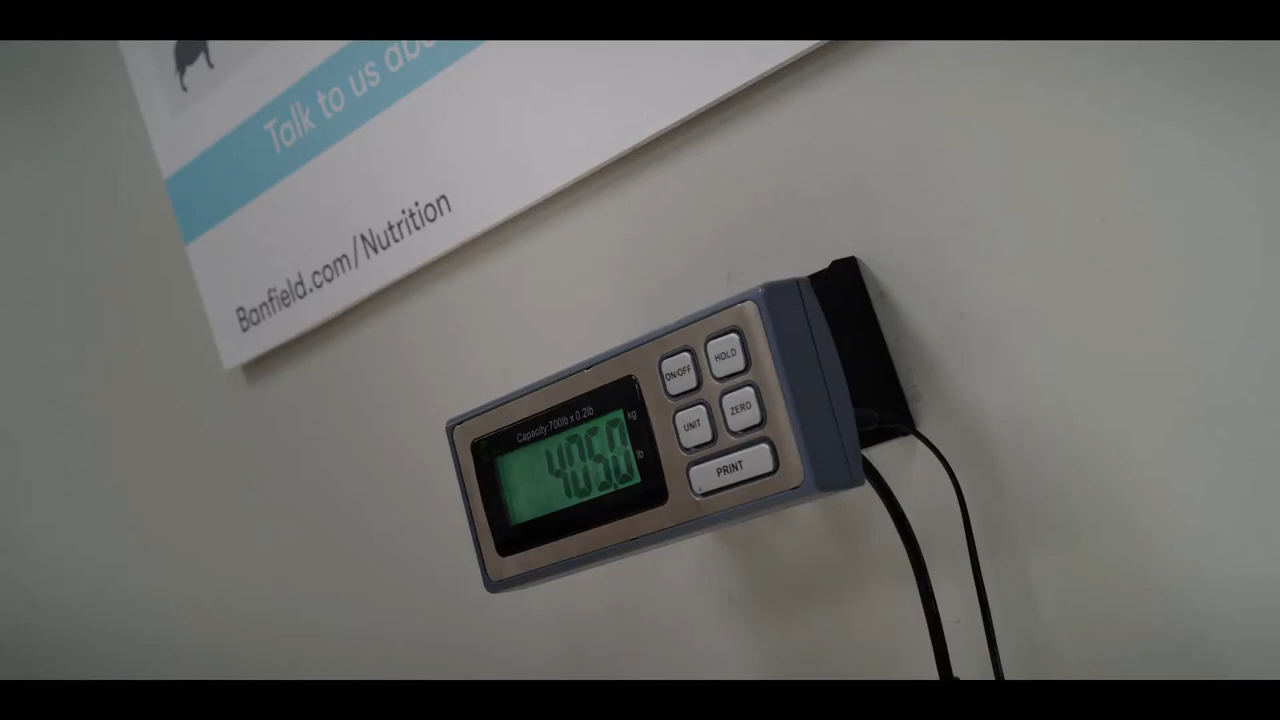 Talk to us abo
Banfield.com/Nutrition
Capacity:700lb x 0.2lb
405.0
kg
lb
ON/OFF
HOLD
UNIT
ZERO
PRINT